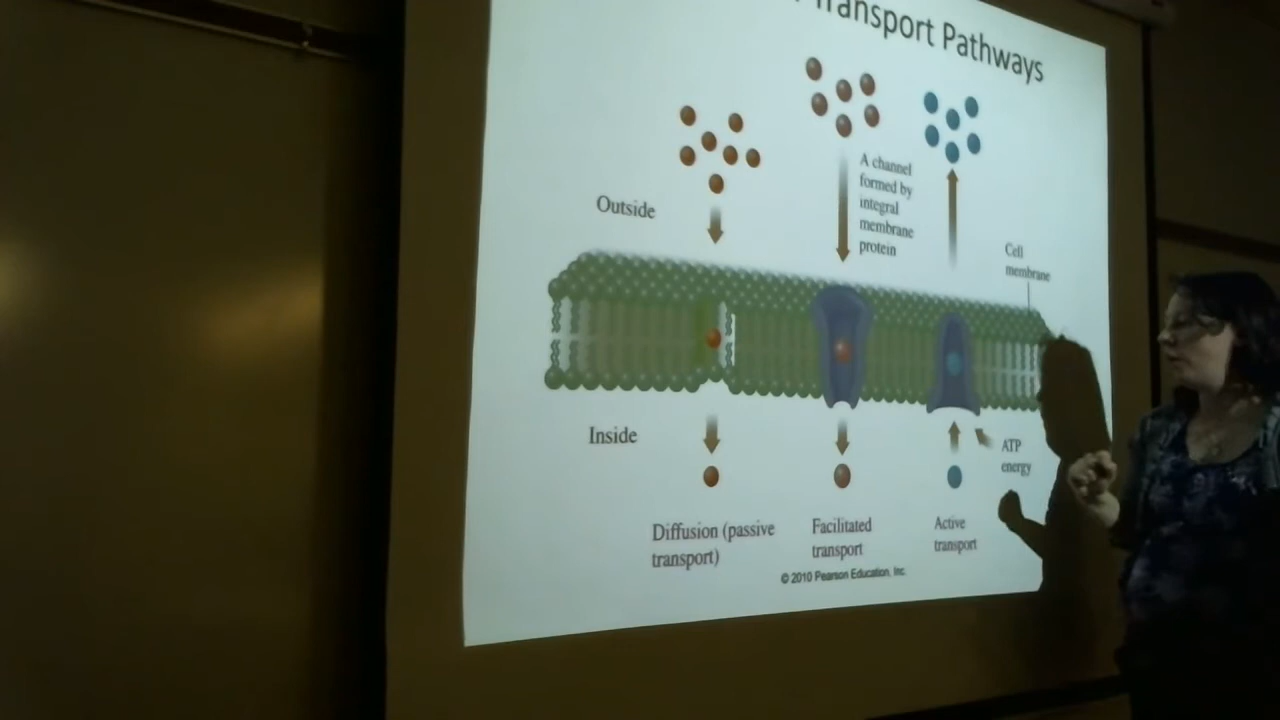 Transport Pathways
A channel
formed by
integral
membrane
protein
Outside
Cell
membrane
Inside
ATP
energy
Diffusion (passive
transport)
Facilitated
transport
Active
transport
© 2010 Pearson Education, Inc.